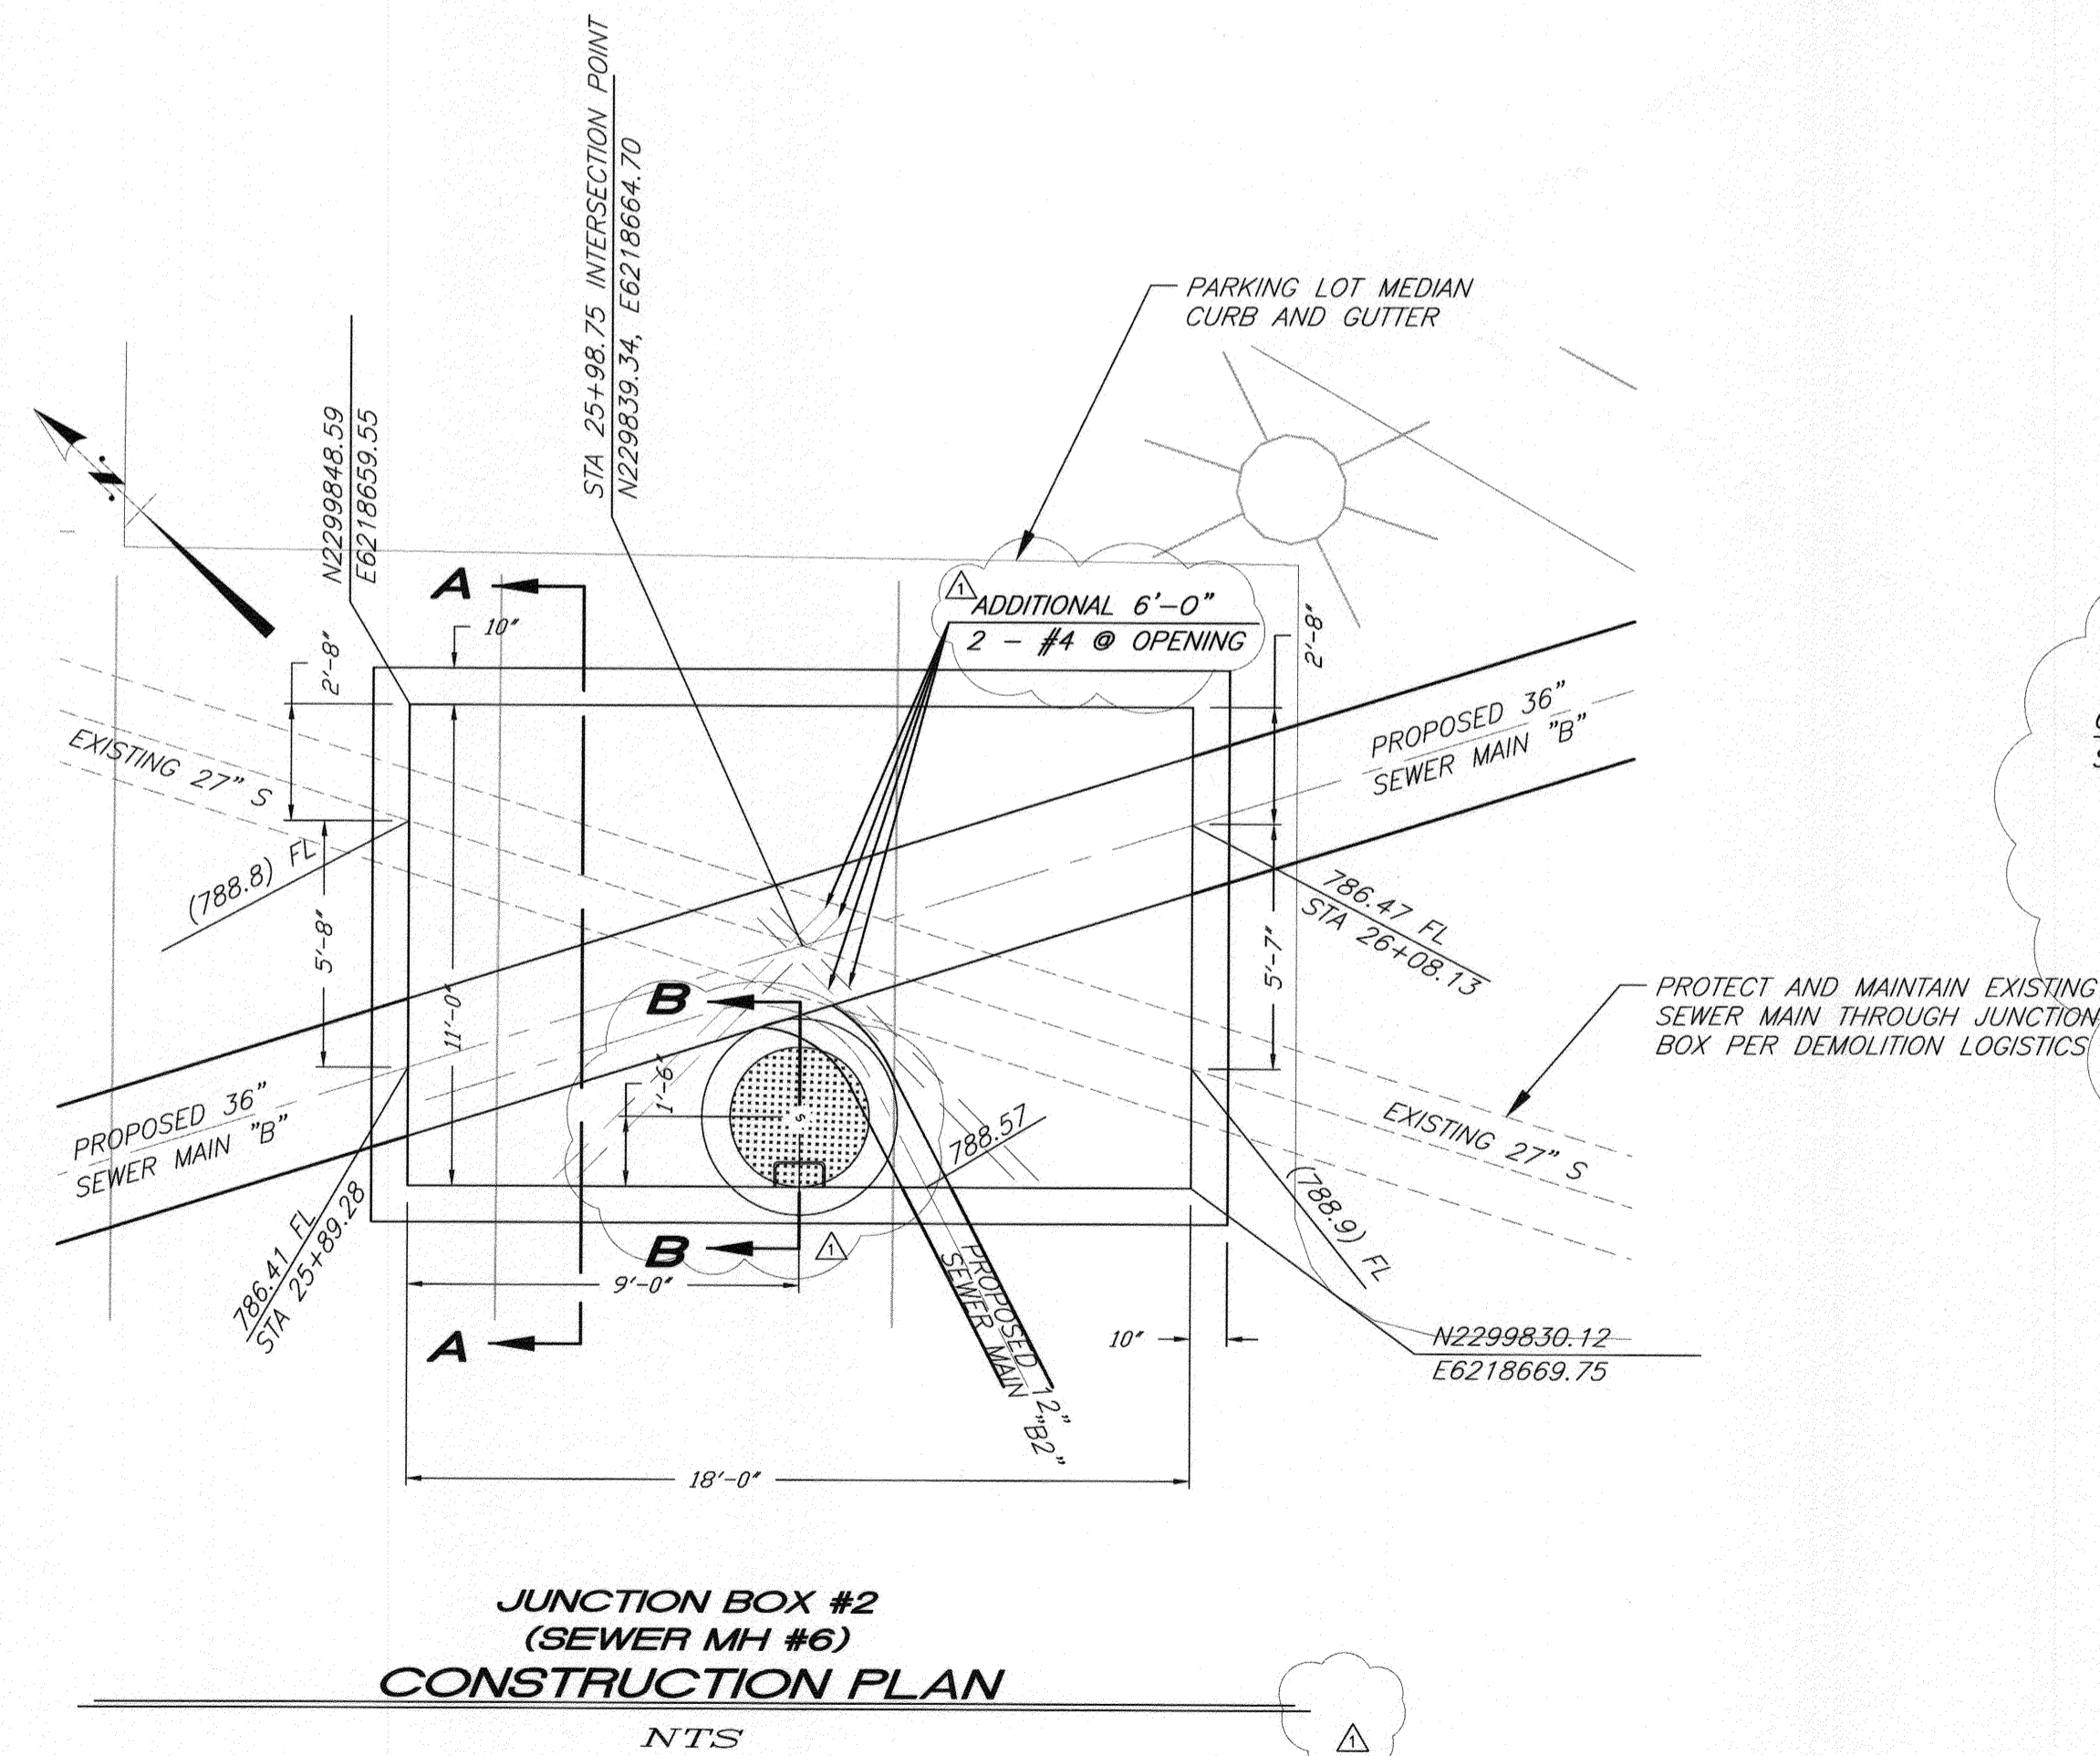 STA 25+98.75 INTERSECTION POINT
N229839.34, E6218664.70
PARKING LOT MEDIAN
CURB AND GUTTER
N2299848.59
E6218659.55
N
A
10"
1
ADDITIONAL 6'-0"
2 - #4 @ OPENING
2'-8"
2'-8"
EXISTING 27" S
PROPOSED 36"
SEWER MAIN "B"
(788.8) FL
5'-8"
11'-0"
786.47 FL
STA 26+08.13
5'-7"
PROTECT AND MAINTAIN EXISTING
SEWER MAIN THROUGH JUNCTION
BOX PER DEMOLITION LOGISTICS
B
1'-6"
S
788.57
PROPOSED 36"
SEWER MAIN "B"
EXISTING 27" S
(788.9) FL
786.41 FL
STA 25+89.28
B
1
9'-0"
PROPOSED 12"
SEWER MAIN "B2"
A
10"
N2299830.12
E6218669.75
18'-0"
JUNCTION BOX #2
(SEWER MH #6)
CONSTRUCTION PLAN
NTS
1